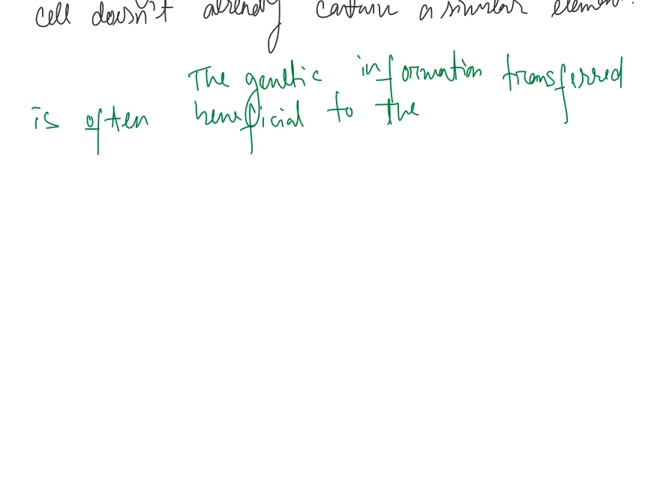 cell doesn't already contain a similar element.
The genetic information transferred
is often beneficial to the